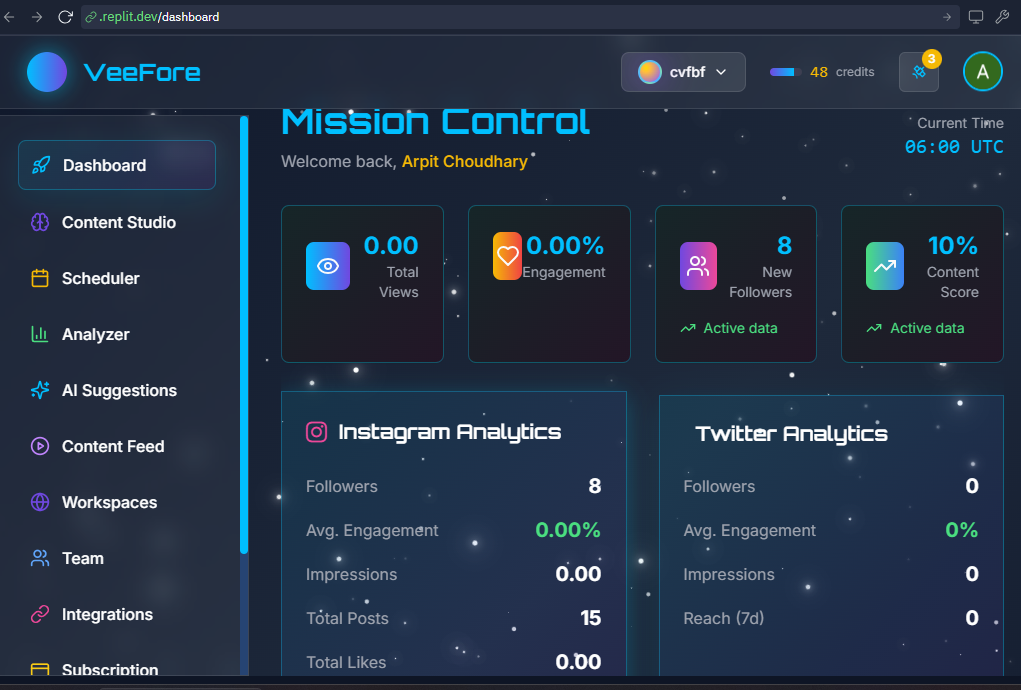 .replit.dev/dashboard
VeeFore
cvfbf
48 credits
3
A
Mission Control
Welcome back, Arpit Choudhary
Current Time
06:00 UTC
Dashboard
Content Studio
Scheduler
Analyzer
AI Suggestions
Content Feed
Workspaces
Team
Integrations
Subscription
0.00
Total
Views
0.00%
Engagement
8
New
Followers
Active data
10%
Content
Score
Active data
Instagram Analytics
Followers 8
Avg. Engagement 0.00%
Impressions 0.00
Total Posts 15
Total Likes 0.00
Twitter Analytics
Followers 0
Avg. Engagement 0%
Impressions 0
Reach (7d) 0